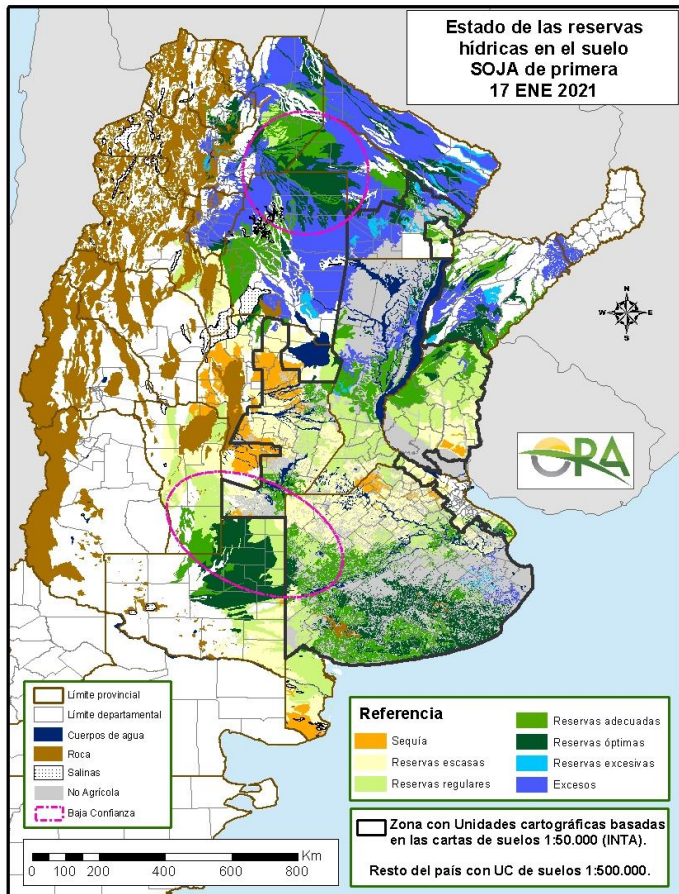 Estado de las reservas
hídricas en el suelo
SOJA de primera
17 ENE 2021
N
W
E
S
ORA
Límite provincial
Límite departamental
Cuerpos de agua
Roca
Salinas
No Agrícola
Baja Confianza
Referencia
Sequía
Reservas escasas
Reservas regulares
Reservas adecuadas
Reservas óptimas
Reservas excesivas
Excesos
Zona con Unidades cartográficas basadas
en las cartas de suelos 1:50.000 (INTA).
Resto del país con UC de suelos 1:500.000.
0 100 200 400 600 800 Km